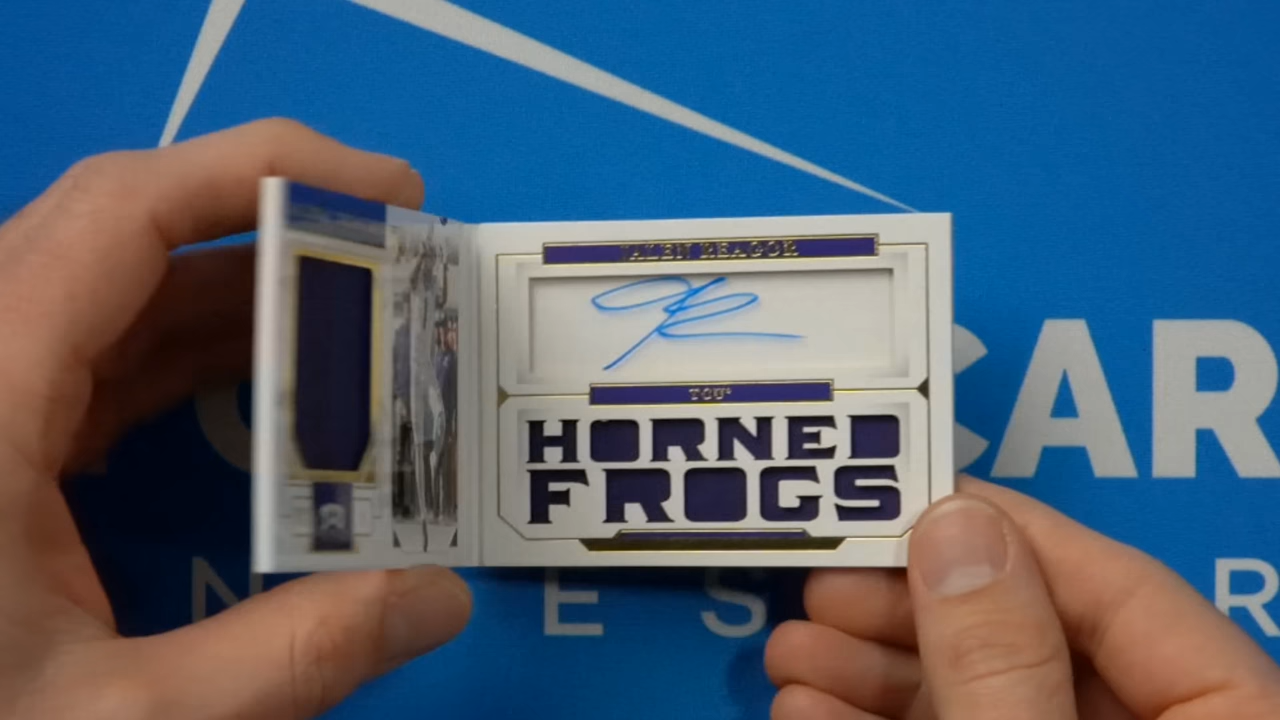 JALEN REAGOR
TCU
HORNED
FROGS
CAR
N E S R